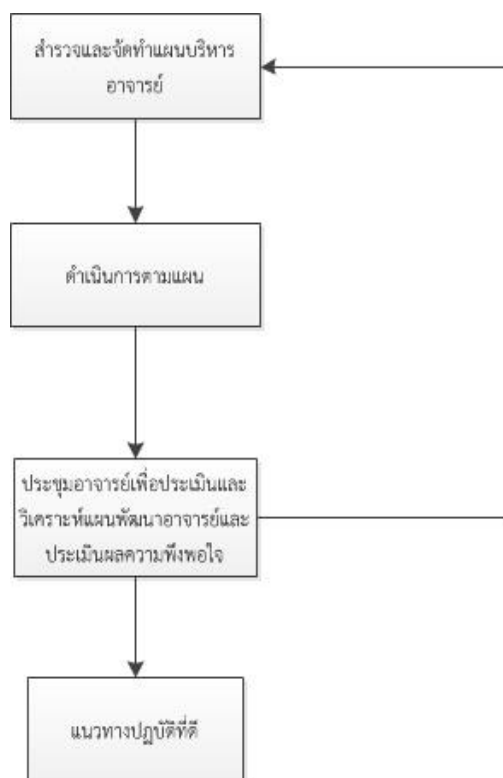 สำรวจและจัดทำแผนบริหาร
อาจารย์
ดำเนินการตามแผน
ประชุมอาจารย์เพื่อประเมินและ
วิเคราะห์แผนพัฒนาอาจารย์และ
ประเมินผลความพึงพอใจ
แนวทางปฏิบัติที่ดี